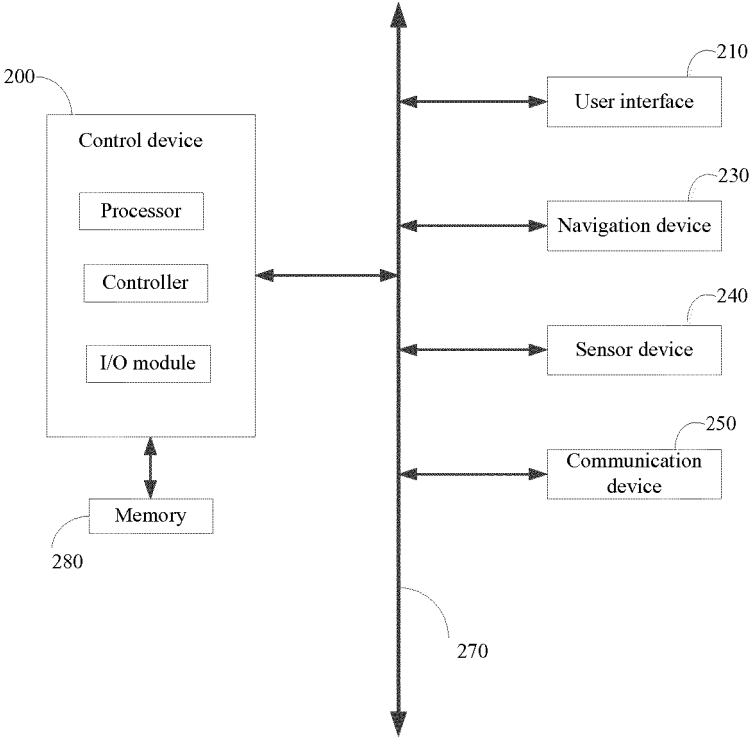 200
Control device
Processor
Controller
I/O module
Memory
280
210
User interface
230
Navigation device
240
Sensor device
250
Communication
device
270